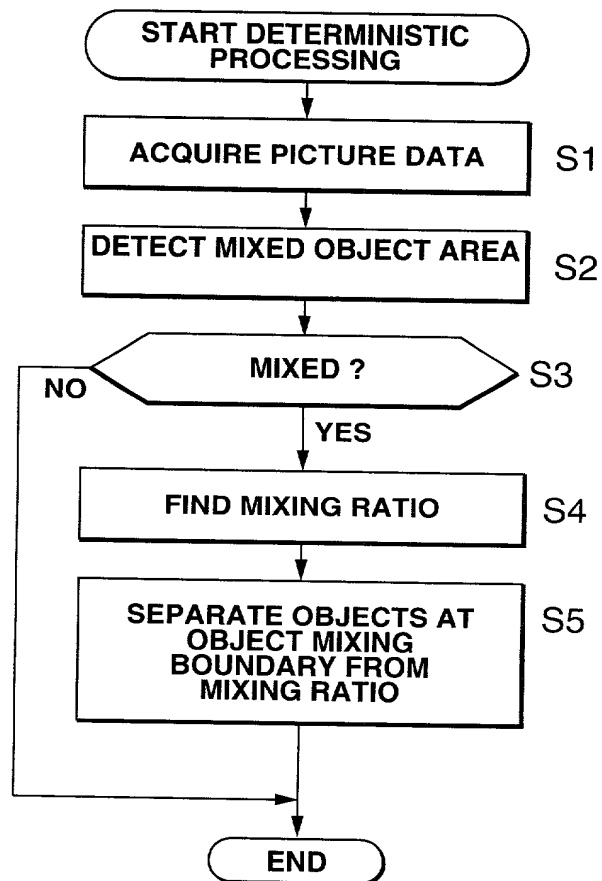 START DETERMINISTIC
PROCESSING
ACQUIRE PICTURE DATA
S1
DETECT MIXED OBJECT AREA
S2
MIXED ?
S3
NO
YES
FIND MIXING RATIO
S4
SEPARATE OBJECTS AT
OBJECT MIXING
BOUNDARY FROM
MIXING RATIO
S5
END